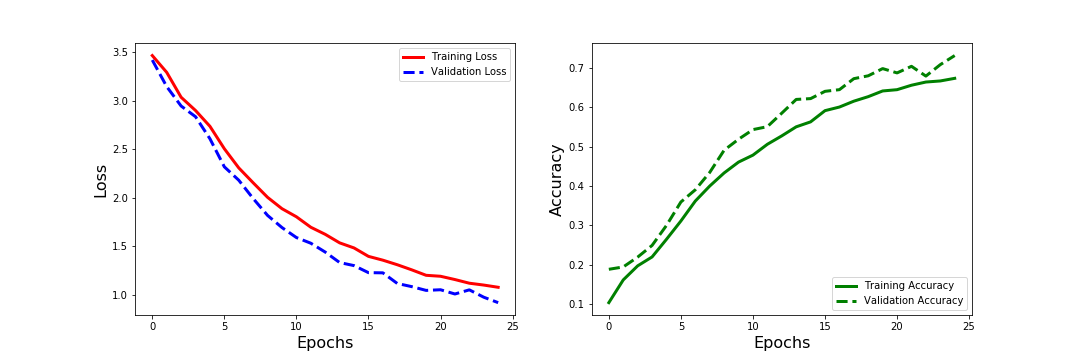 3.5
3.0
2.5
2.0
1.5
1.0
Loss
0 5 10 15 20 25
Epochs
Training Loss
Validation Loss
0.7
0.6
0.5
0.4
0.3
0.2
0.1
Accuracy
0 5 10 15 20 25
Epochs
Training Accuracy
Validation Accuracy